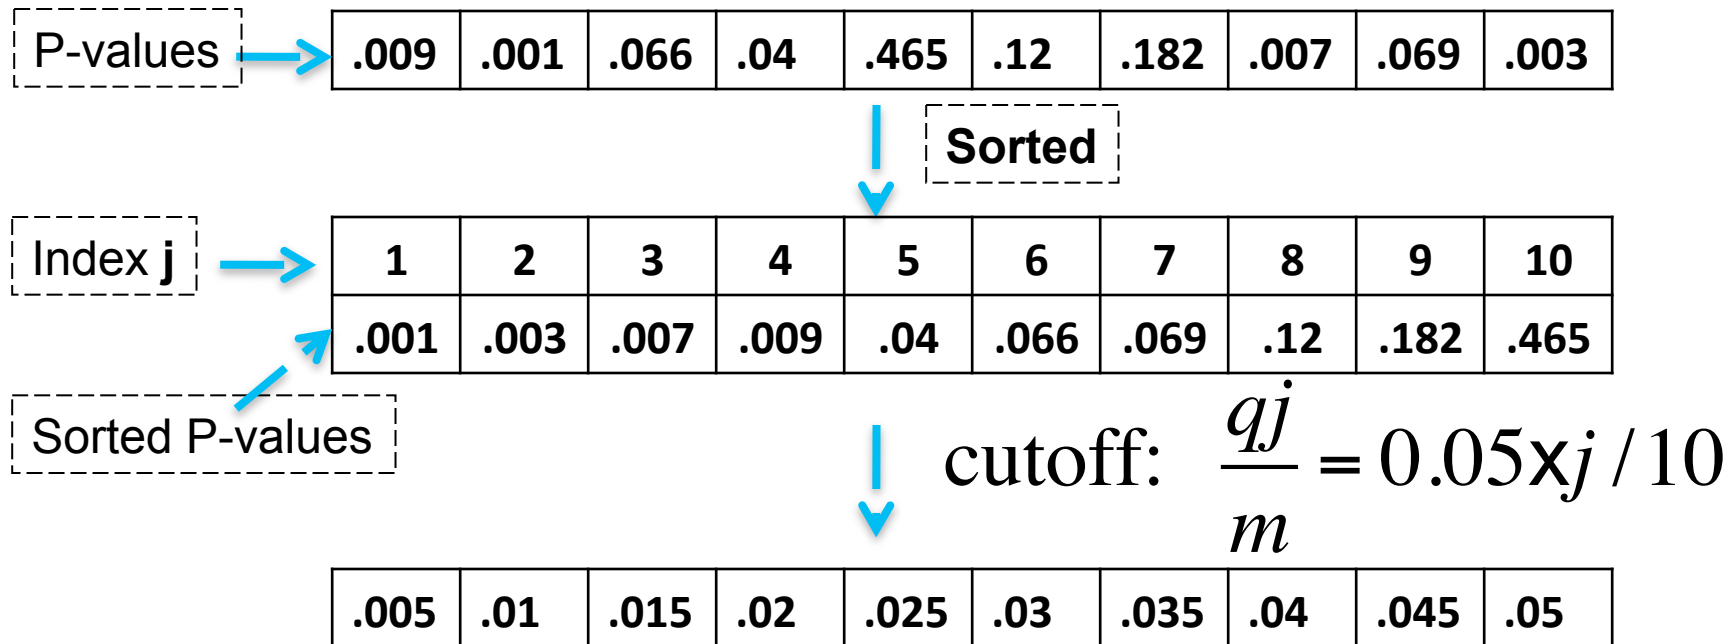 P-values .009 .001 .066 .04 .465 .12 .182 .007 .069 .003
Sorted
Index j 1 2 3 4 5 6 7 8 9 10
.001 .003 .007 .009 .04 .066 .069 .12 .182 .465
Sorted P-values
cutoff: qj/m = 0.05xj/10
.005 .01 .015 .02 .025 .03 .035 .04 .045 .05